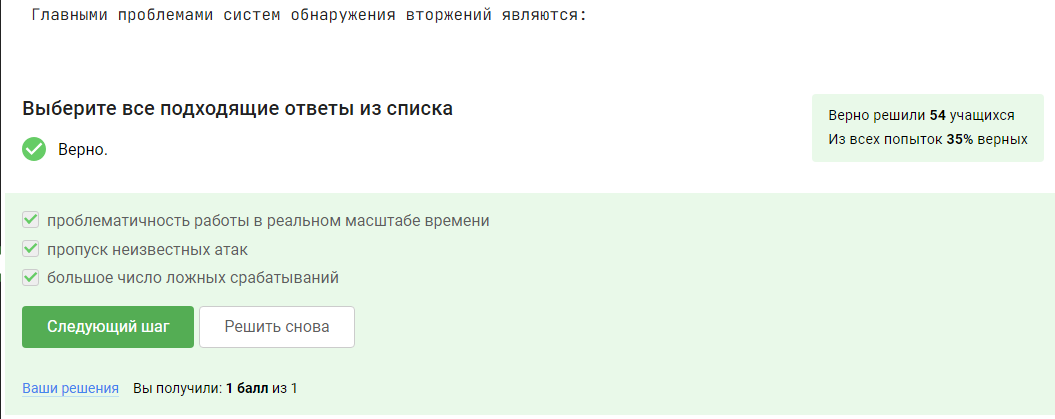 Главными проблемами систем обнаружения вторжений являются:
Выберите все подходящие ответы из списка
Верно.
Верно решили 54 учащихся
Из всех попыток 35% верных
проблематичность работы в реальном масштабе времени
пропуск неизвестных атак
большое число ложных срабатываний
Следующий шаг
Решить снова
Ваши решения
Вы получили: 1 балл из 1